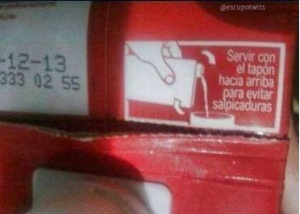 @escupotwits
-12-13
333 02 55
Servir con
el tapón
hacia arriba
para evitar
salpicaduras